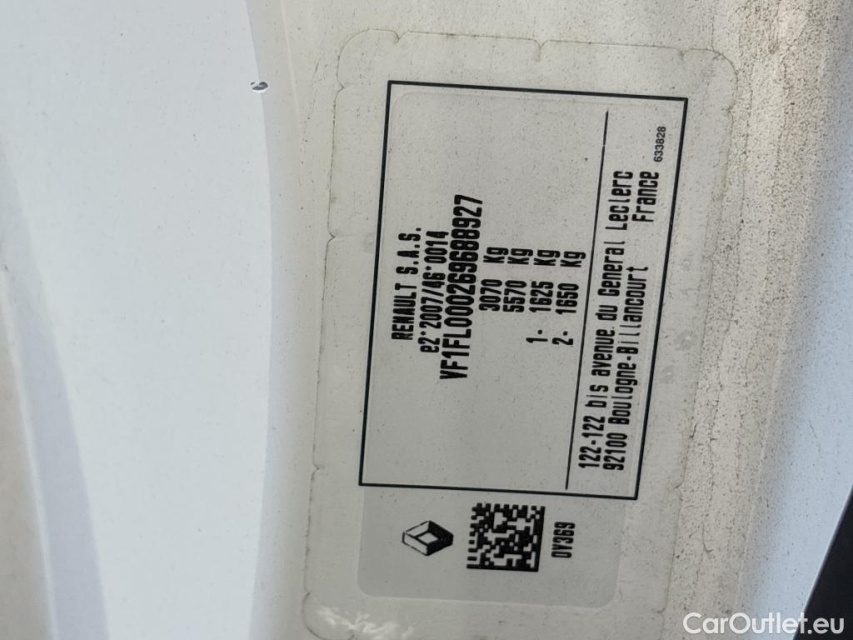 RENAULT S.A.S.
e2*2007/46*0014
VF1FL000269688927
3070 Kg
5570 Kg
1- 1625 Kg
2- 1650 Kg
122-122 bis avenue. du General Leclerc
92100 Boulogne-Billancourt France
633828
0V369
CarOutlet.eu